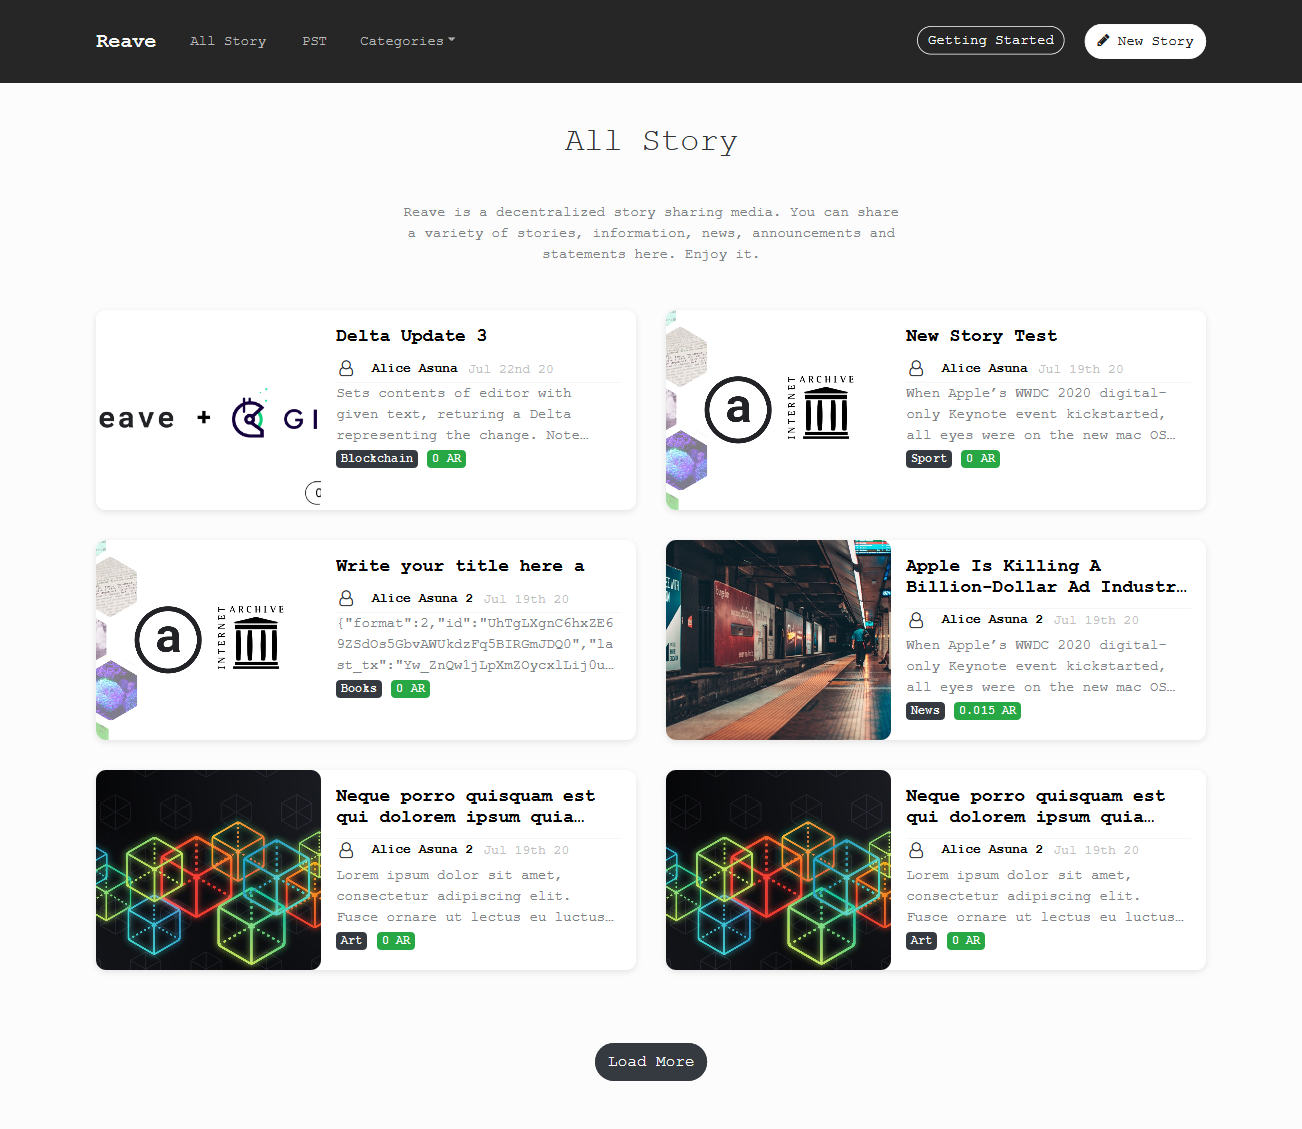 Reave All Story PST Categories Getting Started New Story
All Story
Reave is a decentralized story sharing media. You can share
a variety of stories, information, news, announcements and
statements here. Enjoy it.
eave + GI
Delta Update 3
Alice Asuna Jul 22nd 20
Sets contents of editor with
given text, returing a Delta
representing the change. Note…
Blockchain 0 AR
a INTERNET ARCHIVE
New Story Test
Alice Asuna Jul 19th 20
When Apple’s WWDC 2020 digital-
only Keynote event kickstarted,
all eyes were on the new mac OS…
Sport 0 AR
a INTERNET ARCHIVE
Write your title here a
Alice Asuna 2 Jul 19th 20
{"format":2,"id":"UhTgLXgnC6hxZE6
9ZSdOs5GbvAWUkdzFq5BIRGmJDQ0","la
st_tx":"Yw_ZnQw1jLpXmZOycxlLij0u…
Books 0 AR
Apple Is Killing A
Billion-Dollar Ad Industr…
Alice Asuna 2 Jul 19th 20
When Apple’s WWDC 2020 digital-
only Keynote event kickstarted,
all eyes were on the new mac OS…
News 0.015 AR
Neque porro quisquam est
qui dolorem ipsum quia…
Alice Asuna 2 Jul 19th 20
Lorem ipsum dolor sit amet,
consectetur adipiscing elit.
Fusce ornare ut lectus eu luctus…
Art 0 AR
Neque porro quisquam est
qui dolorem ipsum quia…
Alice Asuna 2 Jul 19th 20
Lorem ipsum dolor sit amet,
consectetur adipiscing elit.
Fusce ornare ut lectus eu luctus…
Art 0 AR
Load More